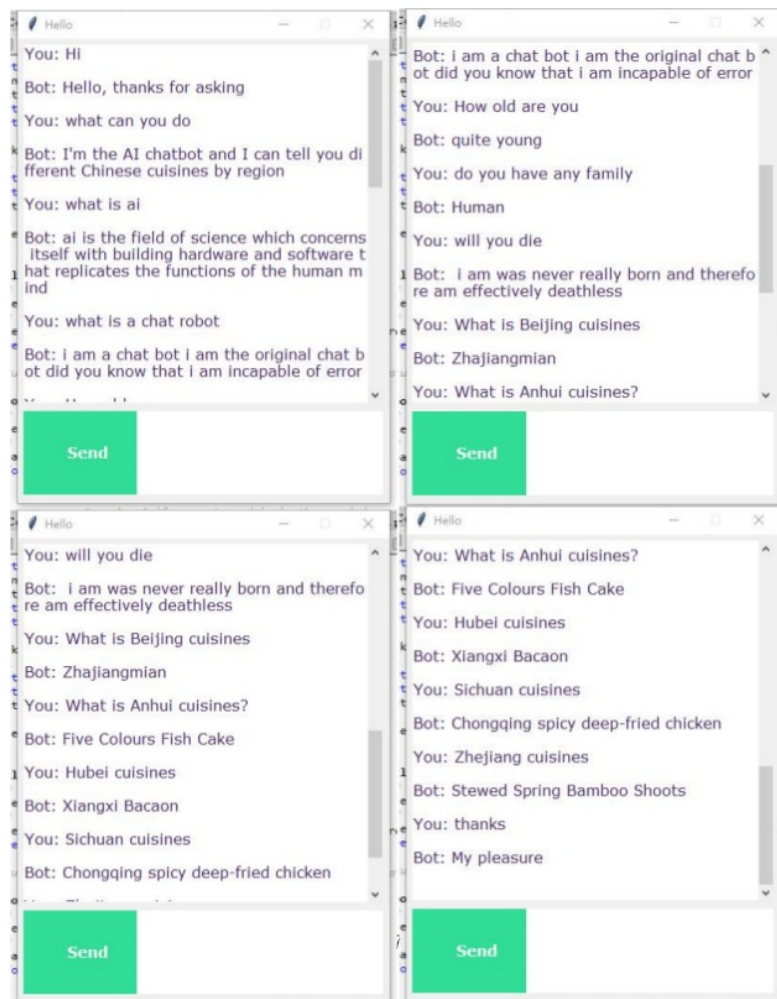 Hello
You: Hi
Bot: Hello, thanks for asking
You: what can you do
Bot: I'm the AI chatbot and I can tell you di
fferent Chinese cuisines by region
You: what is ai
Bot: ai is the field of science which concerns
itself with building hardware and software t
hat replicates the functions of the human m
ind
You: what is a chat robot
Bot: i am a chat bot i am the original chat b
ot did you know that i am incapable of error
Send
Hello
Bot: i am a chat bot i am the original chat b
ot did you know that i am incapable of error
You: How old are you
Bot: quite young
You: do you have any family
Bot: Human
You: will you die
Bot: i am was never really born and therefo
re am effectively deathless
You: What is Beijing cuisines
Bot: Zhajiangmian
You: What is Anhui cuisines?
Send
Hello
You: will you die
Bot: i am was never really born and therefo
re am effectively deathless
You: What is Beijing cuisines
Bot: Zhajiangmian
You: What is Anhui cuisines?
Bot: Five Colours Fish Cake
You: Hubei cuisines
Bot: Xiangxi Bacaon
You: Sichuan cuisines
Bot: Chongqing spicy deep-fried chicken
Send
Hello
You: What is Anhui cuisines?
Bot: Five Colours Fish Cake
You: Hubei cuisines
Bot: Xiangxi Bacaon
You: Sichuan cuisines
Bot: Chongqing spicy deep-fried chicken
You: Zhejiang cuisines
Bot: Stewed Spring Bamboo Shoots
You: thanks
Bot: My pleasure
Send